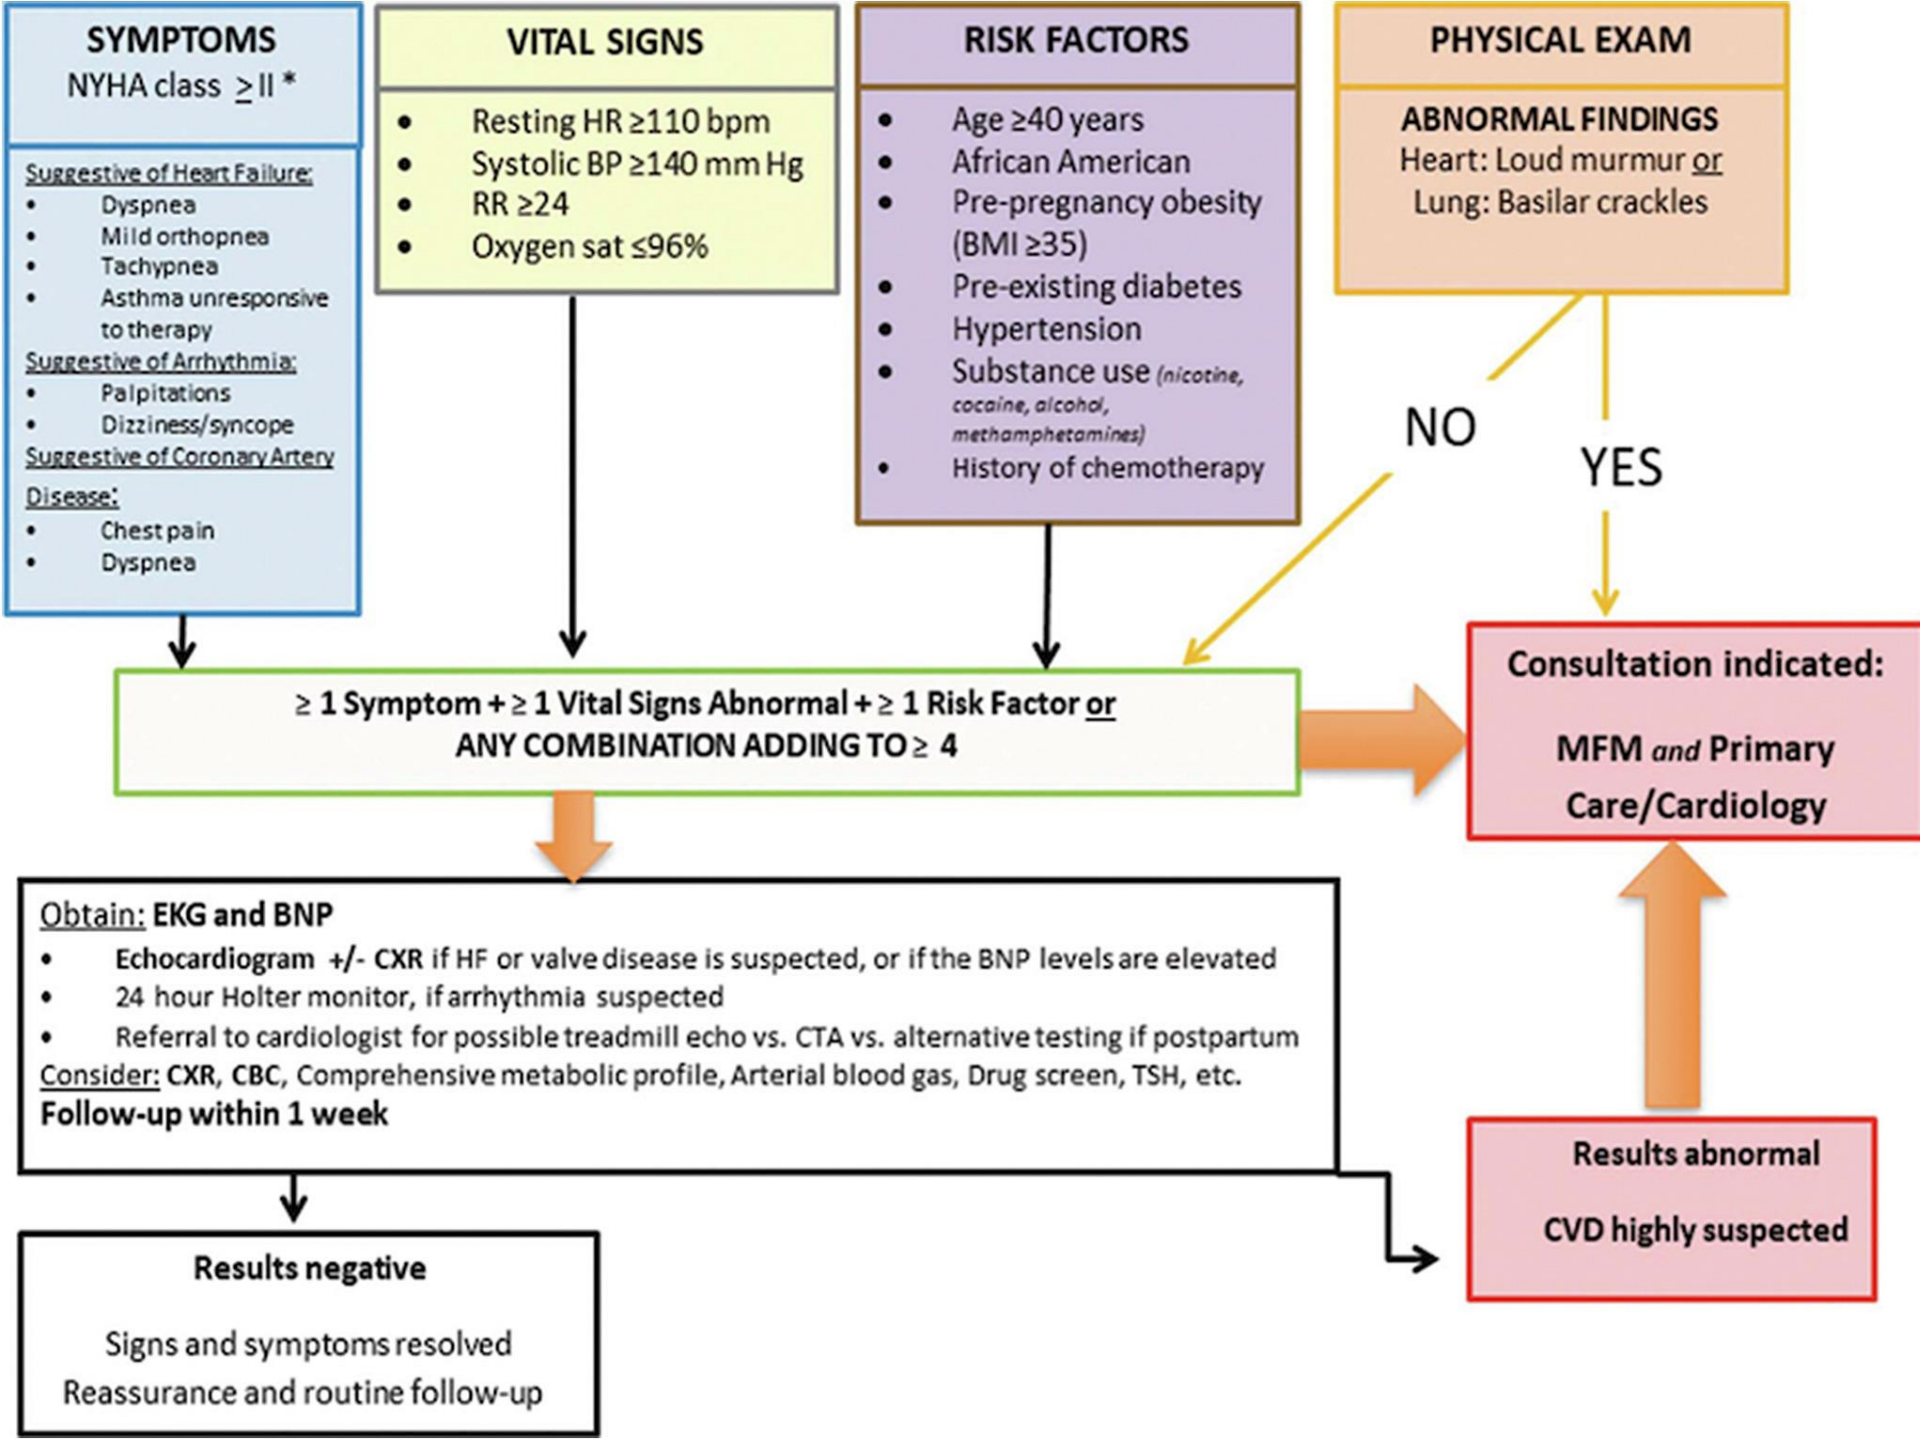 SYMPTOMS
NYHA class ≥ II *
Suggestive of Heart Failure:
• Dyspnea
• Mild orthopnea
• Tachypnea
• Asthma unresponsive
to therapy
Suggestive of Arrhythmia:
• Palpitations
• Dizziness/syncope
Suggestive of Coronary Artery
Disease:
• Chest pain
• Dyspnea
VITAL SIGNS
• Resting HR ≥110 bpm
• Systolic BP ≥140 mm Hg
• RR ≥24
• Oxygen sat ≤96%
RISK FACTORS
• Age ≥40 years
• African American
• Pre-pregnancy obesity
(BMI ≥35)
• Pre-existing diabetes
• Hypertension
• Substance use (nicotine,
cocaine, alcohol,
methamphetamines)
• History of chemotherapy
PHYSICAL EXAM
ABNORMAL FINDINGS
Heart: Loud murmur or
Lung: Basilar crackles
NO
YES
≥ 1 Symptom + ≥ 1 Vital Signs Abnormal + ≥ 1 Risk Factor or
ANY COMBINATION ADDING TO ≥ 4
Consultation indicated:
MFM and Primary
Care/Cardiology
Obtain: EKG and BNP
• Echocardiogram +/- CXR if HF or valve disease is suspected, or if the BNP levels are elevated
• 24 hour Holter monitor, if arrhythmia suspected
• Referral to cardiologist for possible treadmill echo vs. CTA vs. alternative testing if postpartum
Consider: CXR, CBC, Comprehensive metabolic profile, Arterial blood gas, Drug screen, TSH, etc.
Follow-up within 1 week
Results abnormal
CVD highly suspected
Results negative
Signs and symptoms resolved
Reassurance and routine follow-up